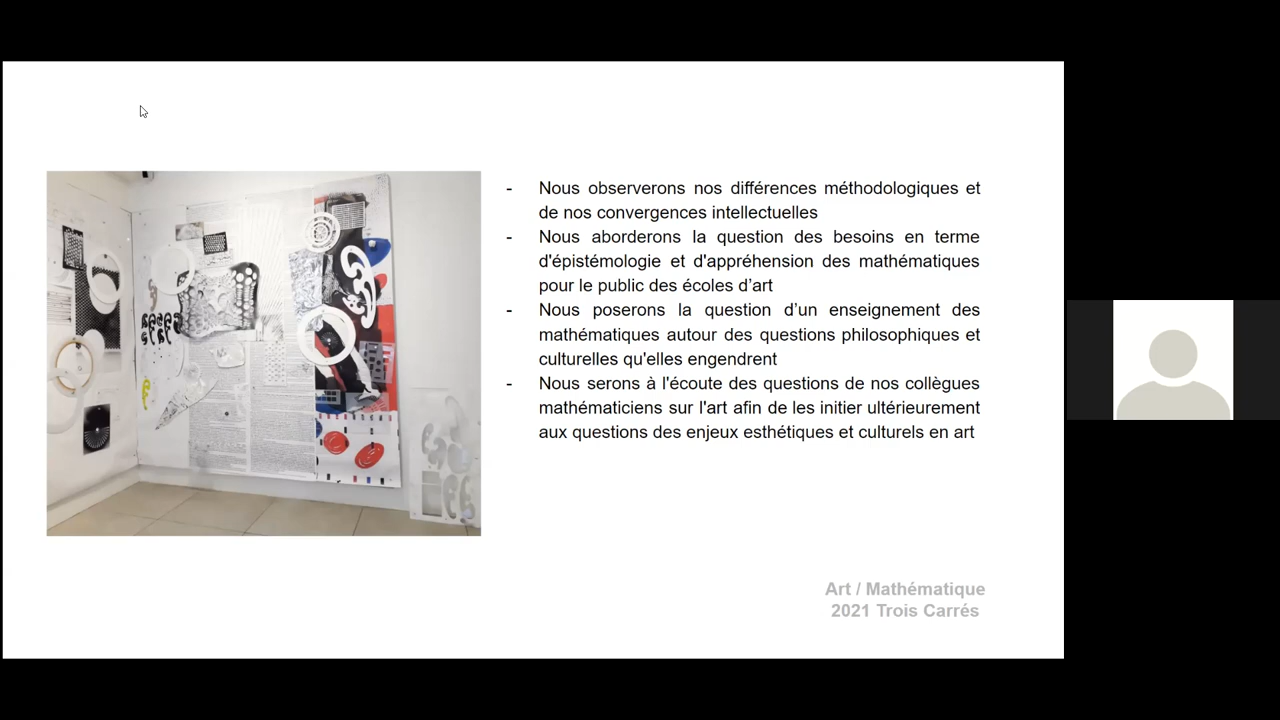 - Nous observerons nos différences méthodologiques et
de nos convergences intellectuelles
- Nous aborderons la question des besoins en terme
d'épistémologie et d'appréhension des mathématiques
pour le public des écoles d’art
- Nous poserons la question d’un enseignement des
mathématiques autour des questions philosophiques et
culturelles qu'elles engendrent
- Nous serons à l'écoute des questions de nos collègues
mathématiciens sur l'art afin de les initier ultérieurement
aux questions des enjeux esthétiques et culturels en art
Art / Mathématique
2021 Trois Carrés